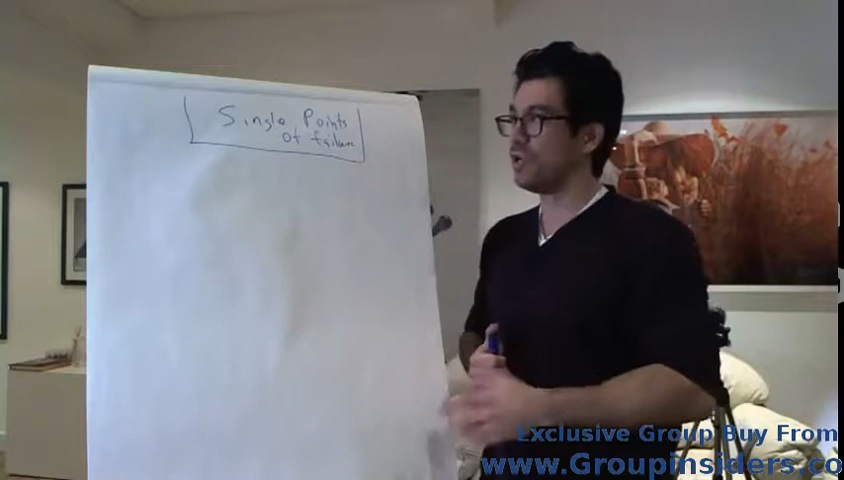 Single Points
of failure
Exclusive Group Buy From
www.Groupinsiders.co